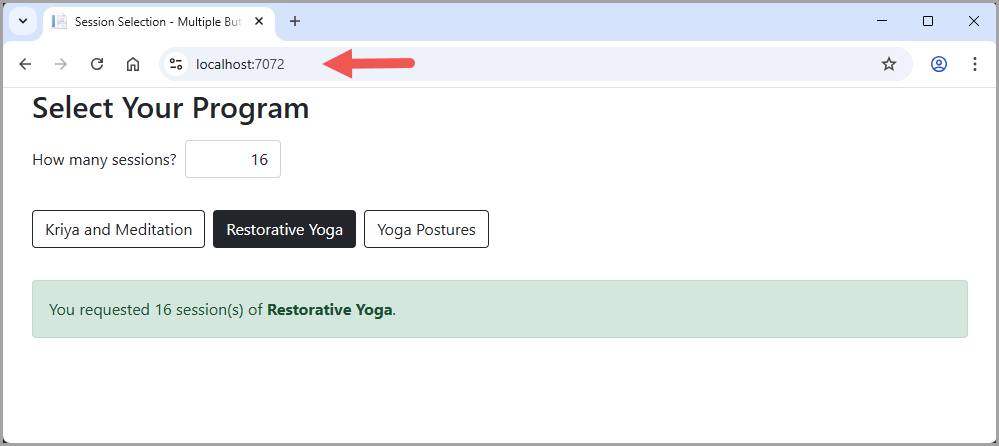 Session Selection - Multiple But
localhost:7072
Select Your Program
How many sessions? 16
Kriya and Meditation Restorative Yoga Yoga Postures
You requested 16 session(s) of Restorative Yoga.